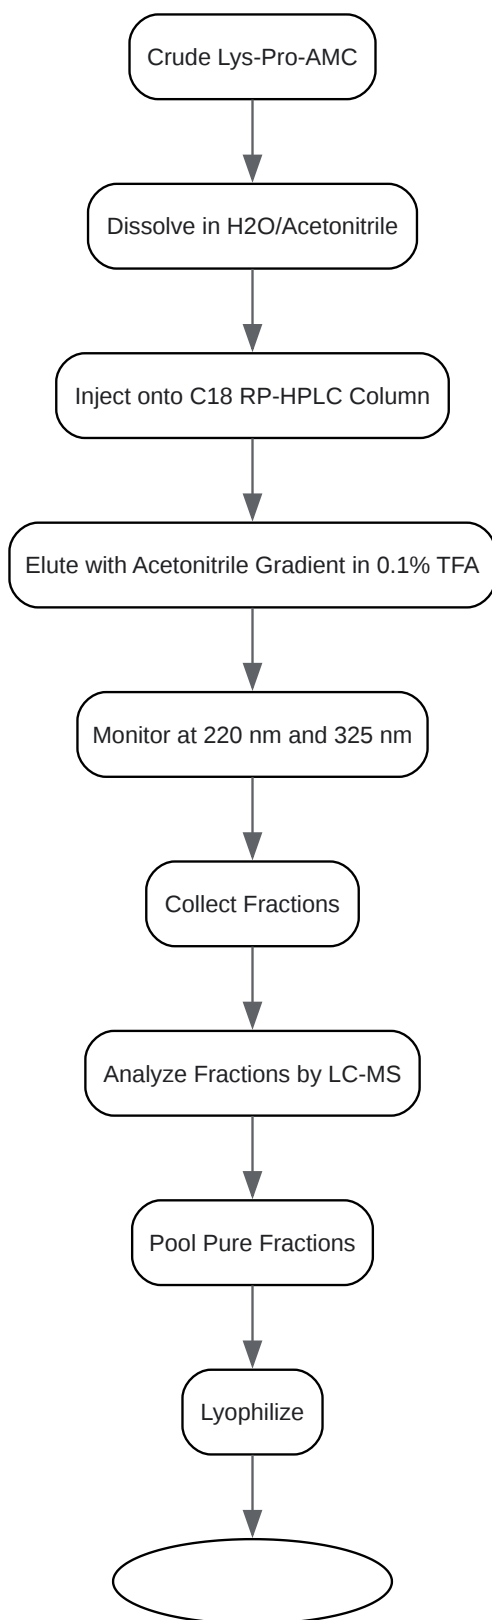 Crude Lys-Pro-AMC
Dissolve in H2O/Acetonitrile
Inject onto C18 RP-HPLC Column
Elute with Acetonitrile Gradient in 0.1% TFA
Monitor at 220 nm and 325 nm
Collect Fractions
Analyze Fractions by LC-MS
Pool Pure Fractions
Lyophilize